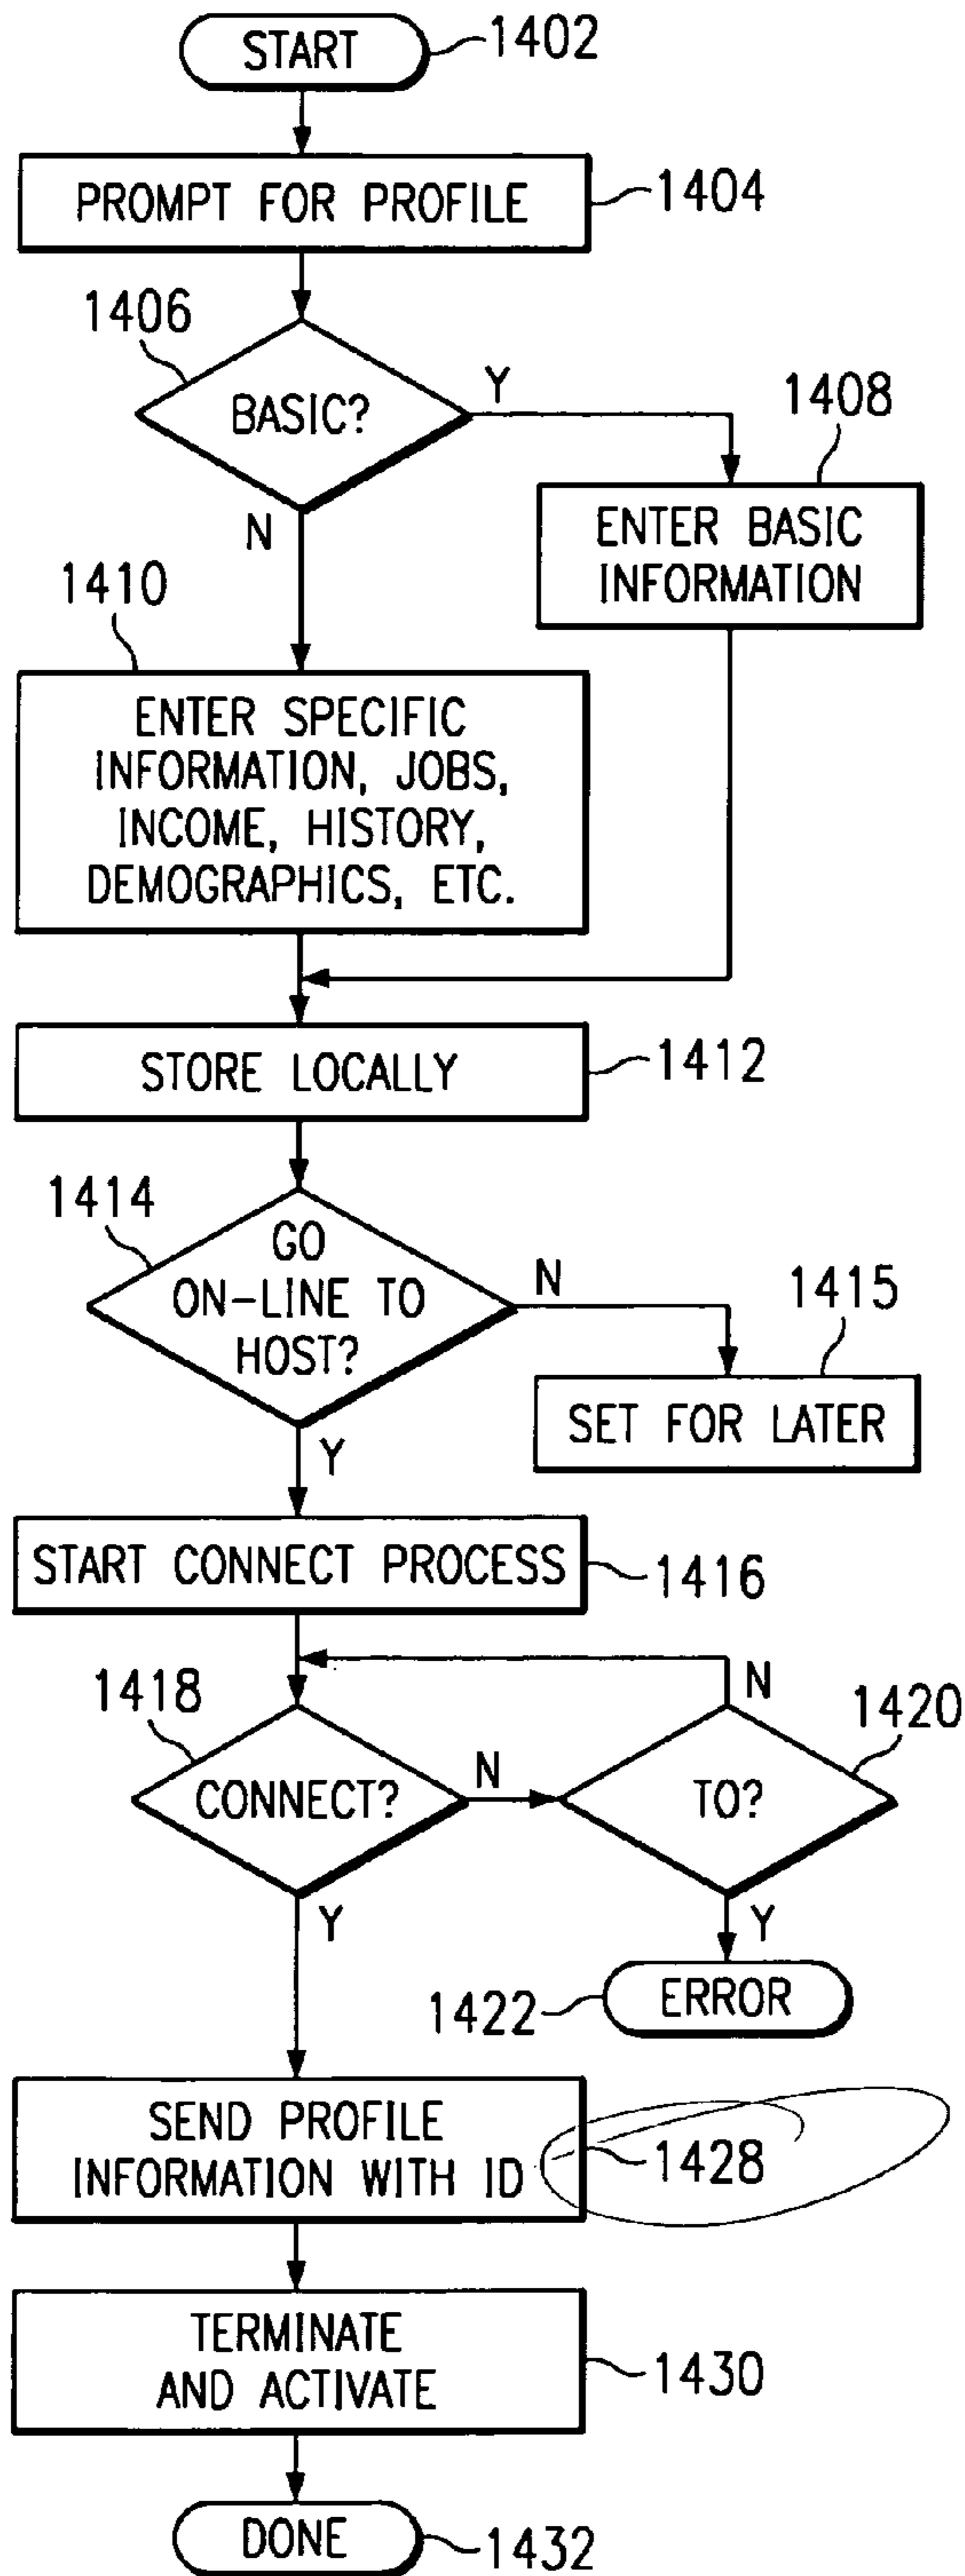 START
1402
PROMPT FOR PROFILE
1404
1406
BASIC?
Y
N
1408
ENTER BASIC
INFORMATION
1410
ENTER SPECIFIC
INFORMATION, JOBS,
INCOME, HISTORY,
DEMOGRAPHICS, ETC.
STORE LOCALLY
1412
1414
GO
ON-LINE TO
HOST?
N
Y
1415
SET FOR LATER
START CONNECT PROCESS
1416
1418
CONNECT?
N
Y
1420
TO?
N
Y
1422
ERROR
SEND PROFILE
INFORMATION WITH ID
1428
TERMINATE
AND ACTIVATE
1430
DONE
1432